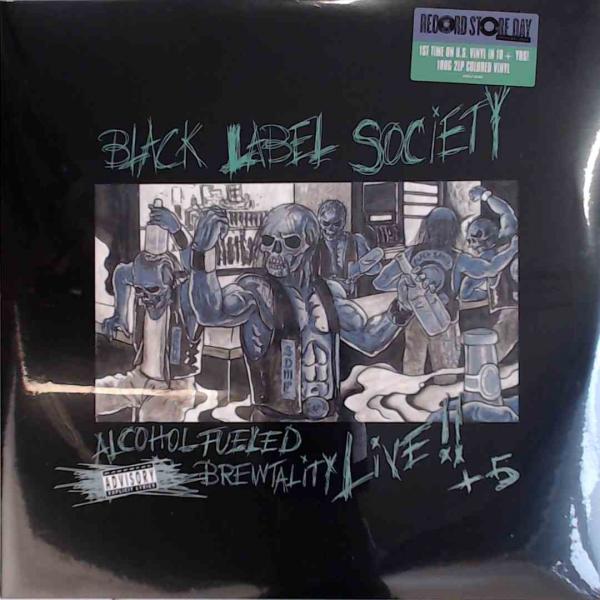 RECORD STORE DAY
1ST TIME ON U.S. VINYL IN 10 + YRS!
180G 2LP COLORED VINYL
BLACK LABEL SOCIETY
SDMF
ALCOHOL FUELED
BREWTALITY LIVE!! +5
ADVISORY
EXPLICIT LYRICS